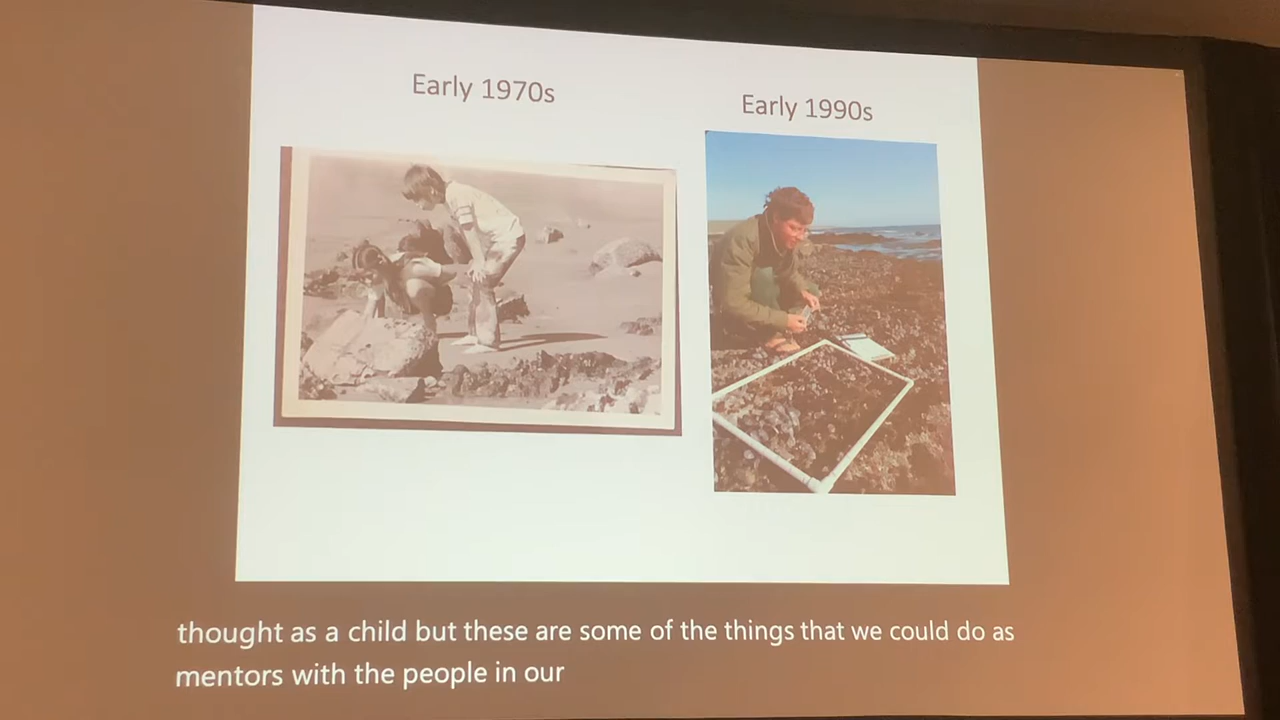 Early 1970s
Early 1990s
thought as a child but these are some of the things that we could do as
mentors with the people in our